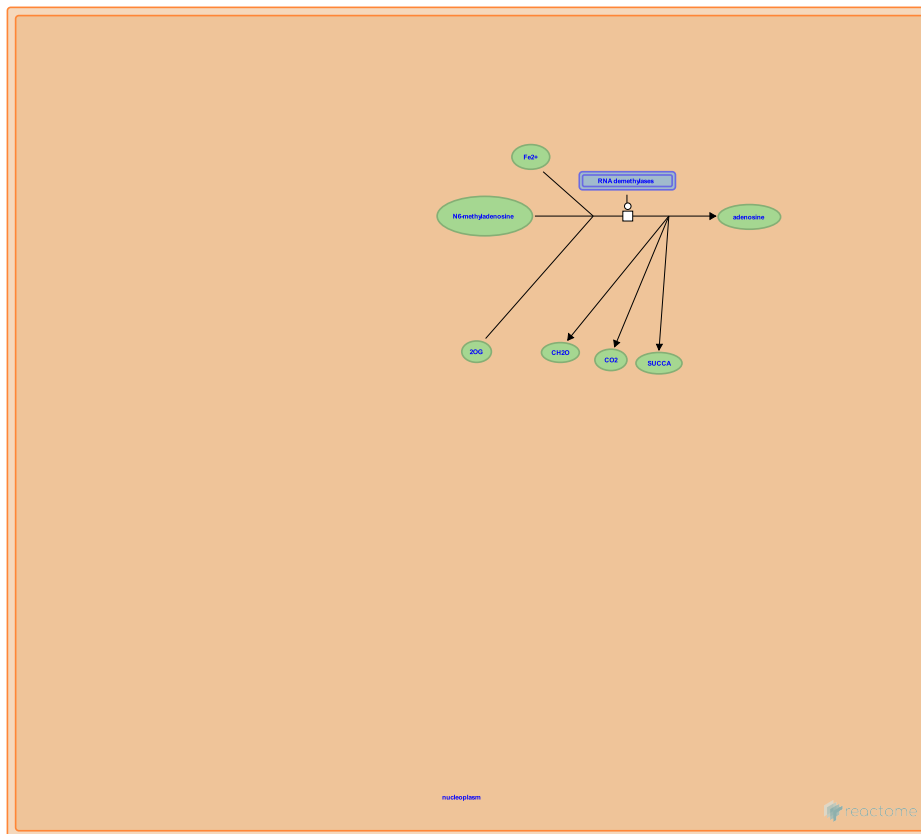 Fe2+
RNA demethylases
N6-methyladenosine
adenosine
2OG
CH2O
CO2
SUCCA
nucleoplasm
reactome